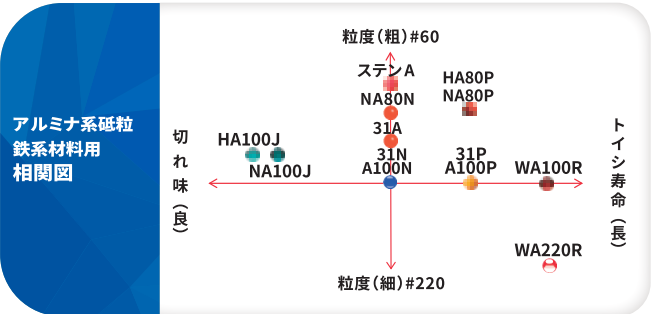 アルミナ系砥粒
鉄系材料用
相関図
粒度（粗）#60
ステンA
HA80P
NA80P
NA80N
31A
HA100J
NA100J
31N
A100N
31P
A100P
WA100R
切れ味（良）
トイシ寿命（長）
WA220R
粒度（細）#220